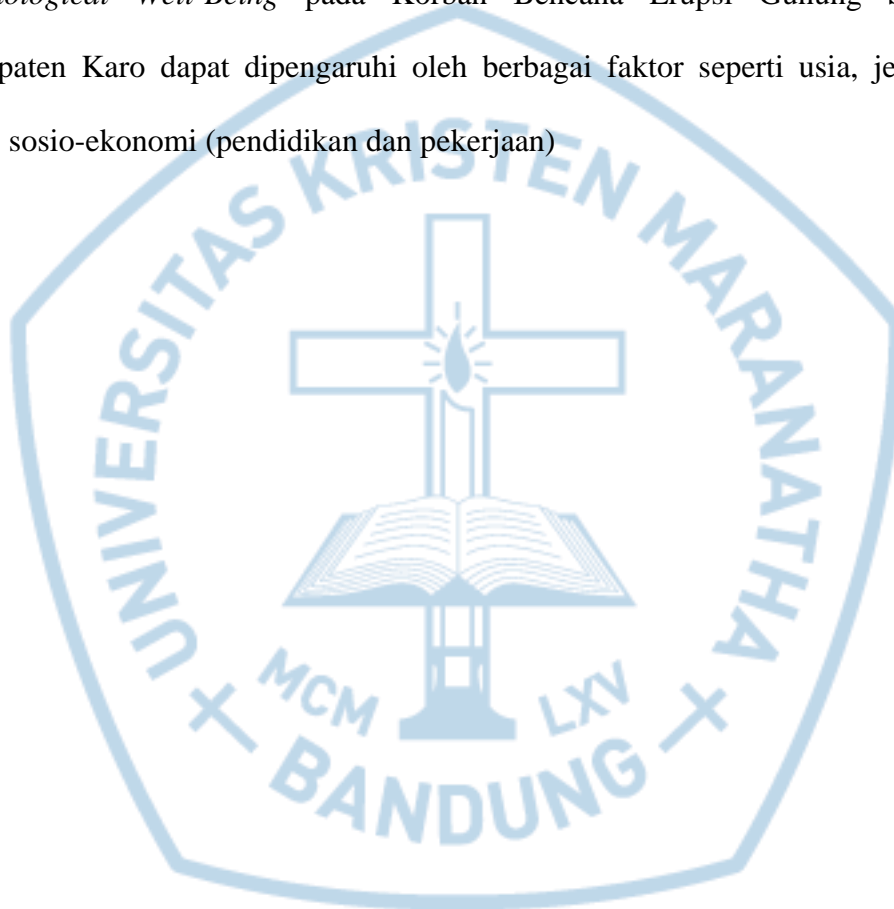 ological Well-Being pada Korban Bencana Erupsi Gunung
paten Karo dapat dipengaruhi oleh berbagai faktor seperti usia, je
sosio-ekonomi (pendidikan dan pekerjaan)
UNIVERSITAS KRISTEN MARANATHA
MCM LXV
BANDUNG